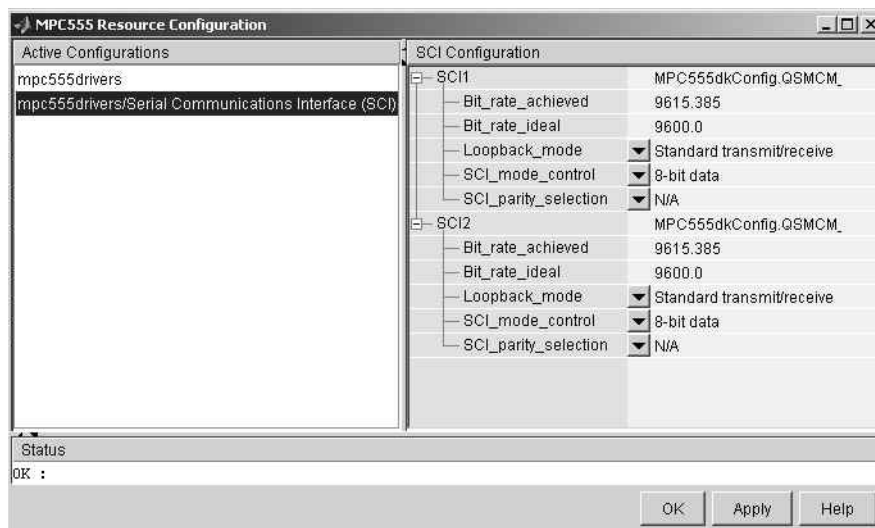 MPC555 Resource Configuration
Active Configurations
mpc555drivers
mpc555drivers/Serial Communications Interface (SCI)
SCI Configuration
SCI1 MPC555dkConfig.QSMCM_
Bit_rate_achieved 9615.385
Bit_rate_ideal 9600.0
Loopback_mode Standard transmit/receive
SCI_mode_control 8-bit data
SCI_parity_selection N/A
SCI2 MPC555dkConfig.QSMCM_
Bit_rate_achieved 9615.385
Bit_rate_ideal 9600.0
Loopback_mode Standard transmit/receive
SCI_mode_control 8-bit data
SCI_parity_selection N/A
Status
OK :
OK Apply Help